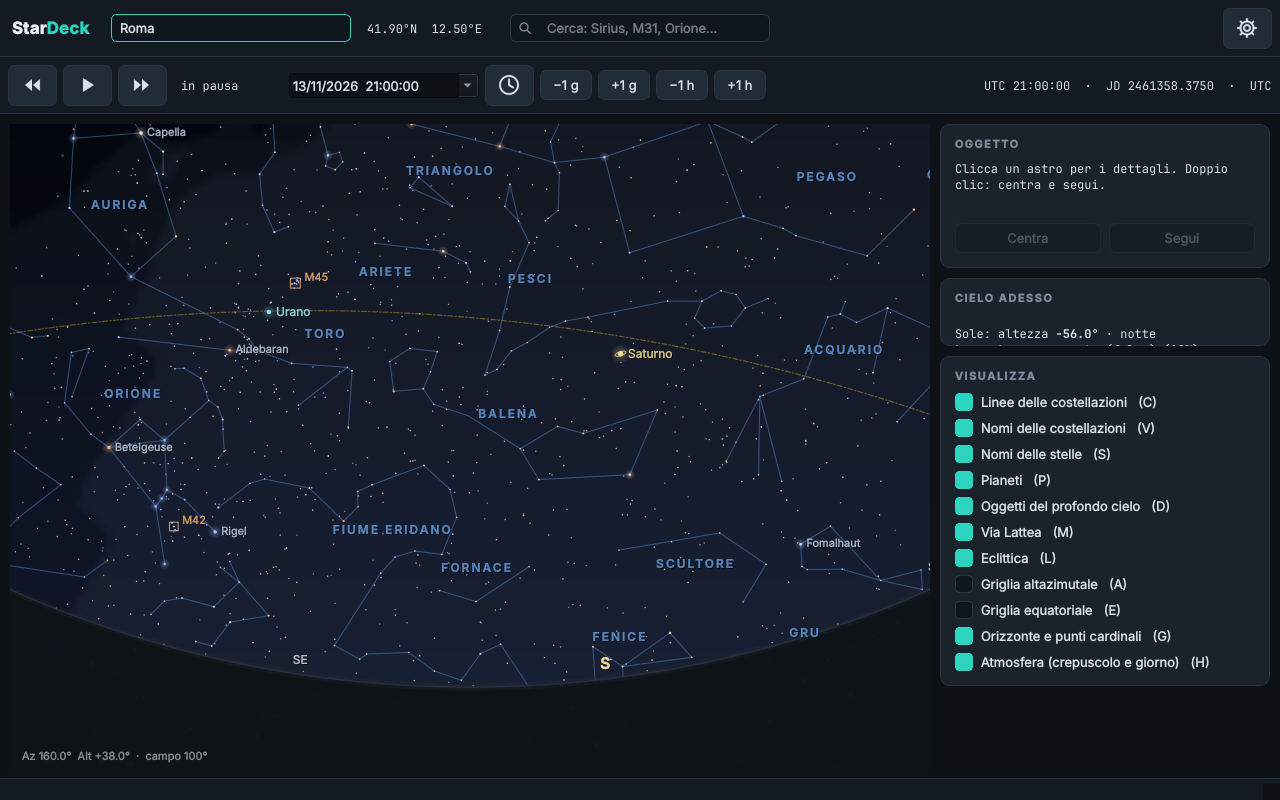 StarDeck
Roma
41.90°N 12.50°E
Cerca: Sirius, M31, Orione...
in pausa
13/11/2026 21:00:00
−1 g
+1 g
−1 h
+1 h
UTC 21:00:00 · JD 2461358.3750 · UTC
Capella
TRIANGOLO
PEGASO
AURIGA
M45
ARIETE
PESCI
Urano
TORO
Aldebaran
Saturno
ACQUARIO
ORIONE
BALENA
Betelgeuse
M42
Rigel
FIUME ERIDANO
Fomalhaut
FORNACE
SCULTORE
FENICE
GRU
SE
S
Az 160.0° Alt +38.0° · campo 100°
OGGETTO
Clicca un astro per i dettagli. Doppio
clic: centra e segui.
Centra
Segui
CIELO ADESSO
Sole: altezza -56.0° · notte
VISUALIZZA
Linee delle costellazioni (C)
Nomi delle costellazioni (V)
Nomi delle stelle (S)
Pianeti (P)
Oggetti del profondo cielo (D)
Via Lattea (M)
Eclittica (L)
Griglia altazimutale (A)
Griglia equatoriale (E)
Orizzonte e punti cardinali (G)
Atmosfera (crepuscolo e giorno) (H)